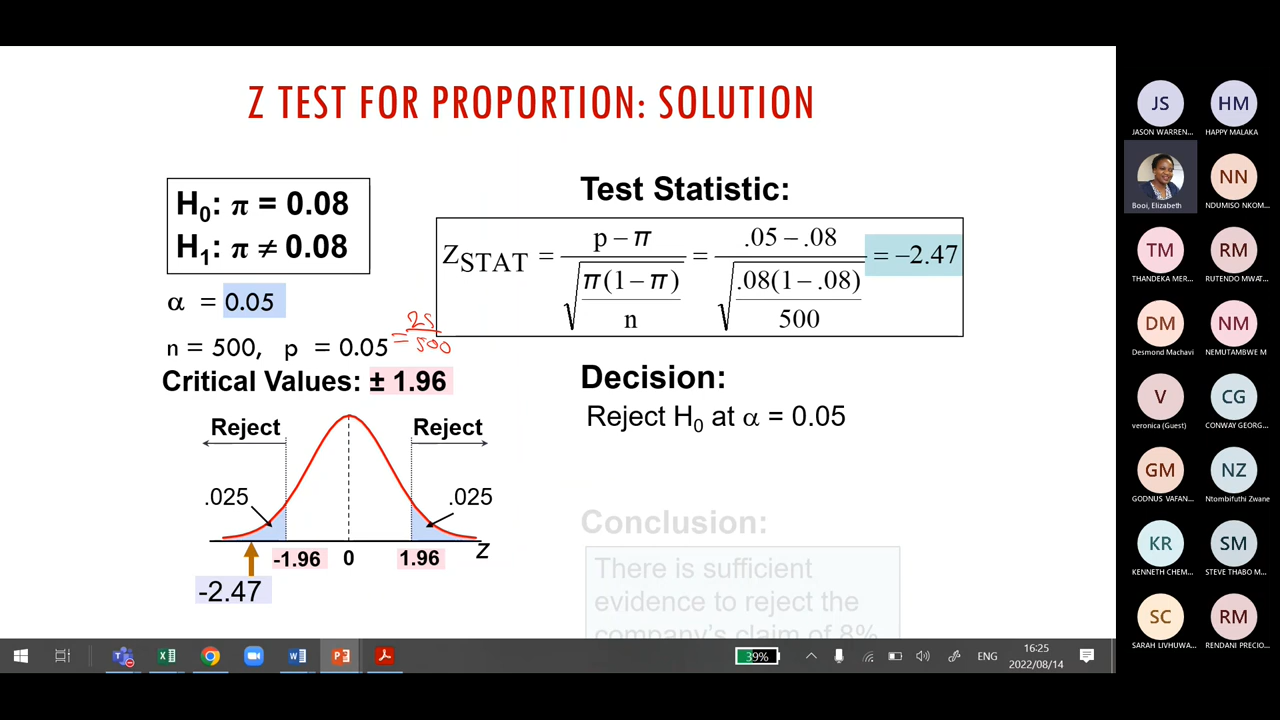 Z TEST FOR PROPORTION: SOLUTION
H0: π = 0.08
H1: π ≠ 0.08
α = 0.05
n = 500, p = 0.05 = 25/500
Critical Values: ± 1.96
Reject
Reject
.025
.025
-1.96
0
1.96
Z
-2.47
Test Statistic:
ZSTAT = (p − π) / √(π(1 − π) / n) = (.05 − .08) / √(.08(1 − .08) / 500) = −2.47
Decision:
Reject H0 at α = 0.05
Conclusion:
There is sufficient
evidence to reject the
company's claim of 8%
JS
JASON WARREN...
HM
HAPPY MALAKA
Booi, Elizabeth
NN
NDUMISO NKOM...
TM
THANDEKA MER...
RM
RUTENDO MWAT...
DM
Desmond Machavi
NM
NEMUTAMBWE M
V
veronica (Guest)
CG
CONWAY GEORG...
GM
GODNUS VAFAN...
NZ
Ntombifuthi Zwane
KR
KENNETH CHEM...
SM
STEVE THABO M...
SC
SARAH LIVHUWA...
RM
RENDANI PRECIO...
39%
ENG
16:25
2022/08/14